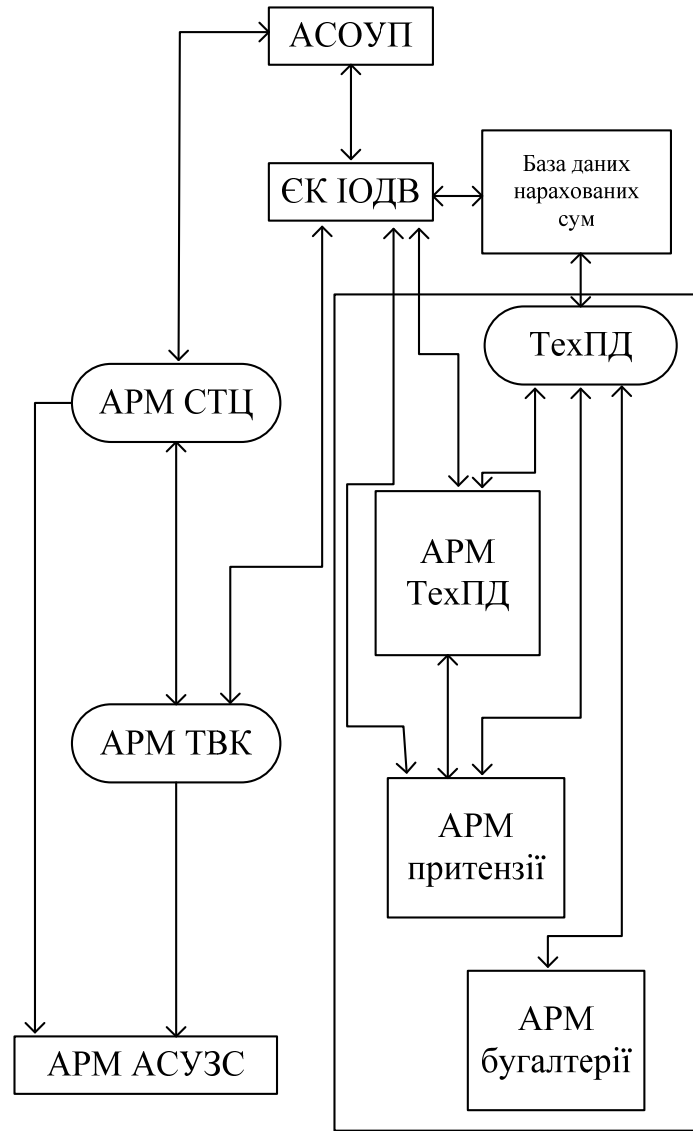 АСОУП
ЄК ІОДВ
База даних
нарахованих
сум
ТехПД
АРМ СТЦ
АРМ
ТехПД
АРМ ТВК
АРМ
притензії
АРМ
бугалтерії
АРМ АСУЗС